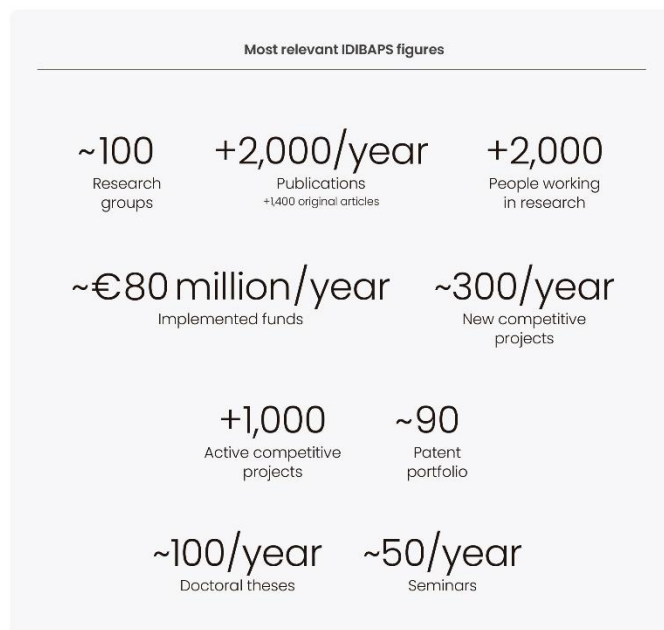 Most relevant IDIBAPS figures
~100
Research
groups
+2,000/year
Publications
+1,400 original articles
+2,000
People working
in research
~€80 million/year
Implemented funds
~300/year
New competitive
projects
+1,000
Active competitive
projects
~90
Patent
portfolio
~100/year
Doctoral theses
~50/year
Seminars